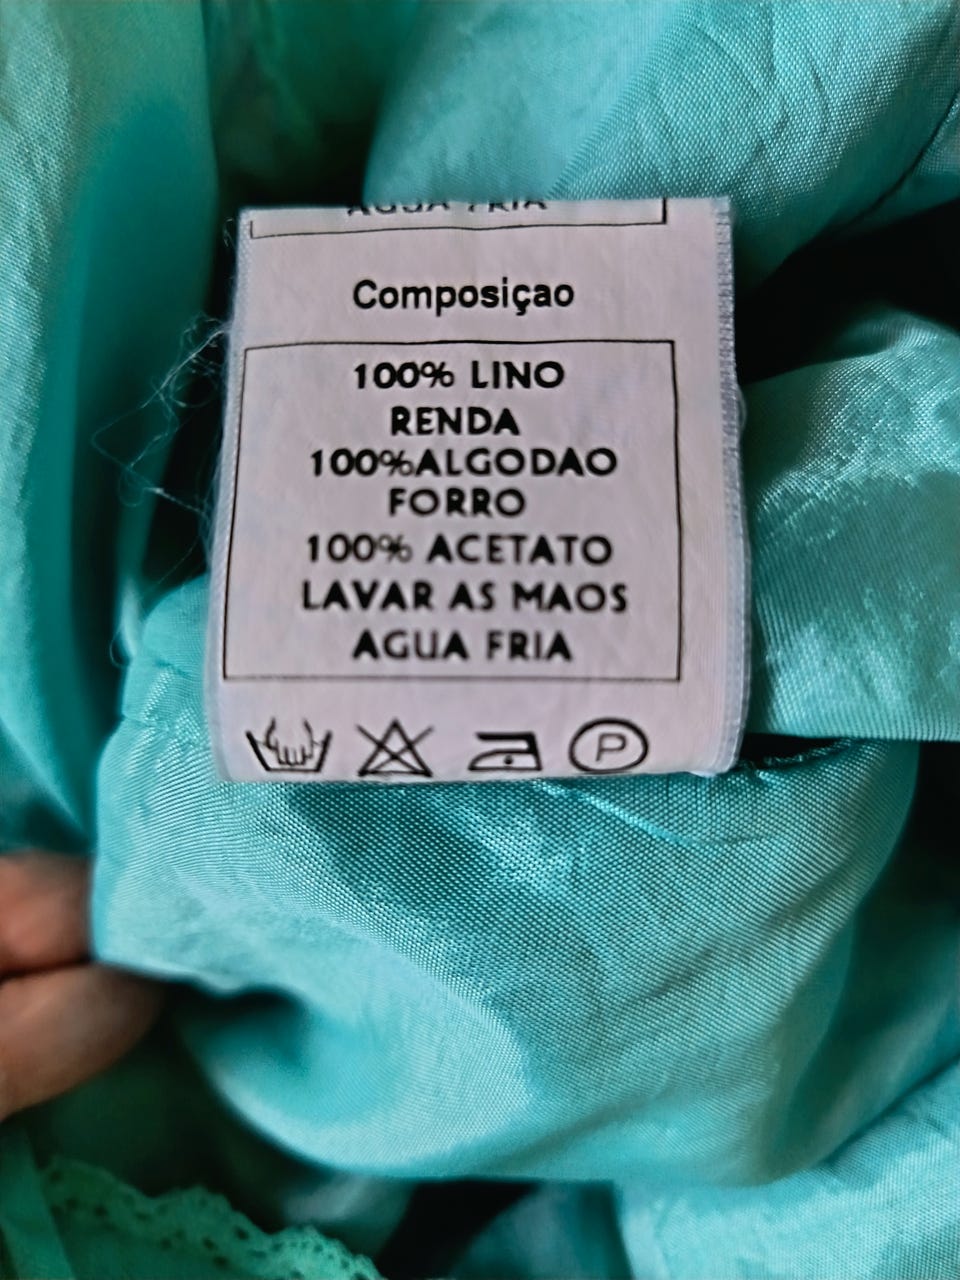 AGUA FRIA
Composiçao
100% LINO
RENDA
100%ALGODAO
FORRO
100% ACETATO
LAVAR AS MAOS
AGUA FRIA
P